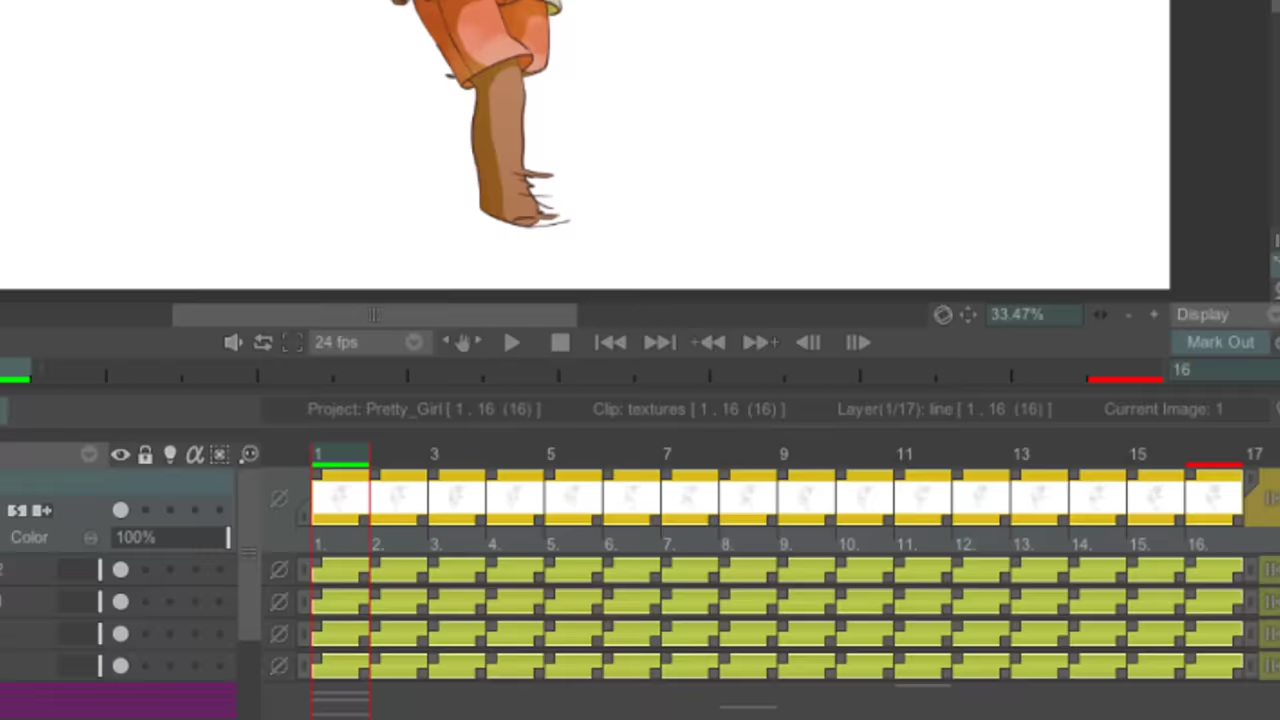 33.47%
Display
24 fps
Mark Out
16
Project: Pretty_Girl [ 1 . 16 (16) ]
Clip: textures [ 1 . 16 (16) ]
Layer(1/17): line [ 1 . 16 (16) ]
Current Image: 1
1 3 5 7 9 11 13 15 17
Color 100%
1. 2. 3. 4. 5. 6. 7. 8. 9. 10. 11. 12. 13. 14. 15. 16.